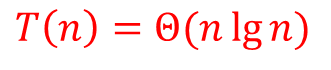 T(n) = Θ(n lg n)